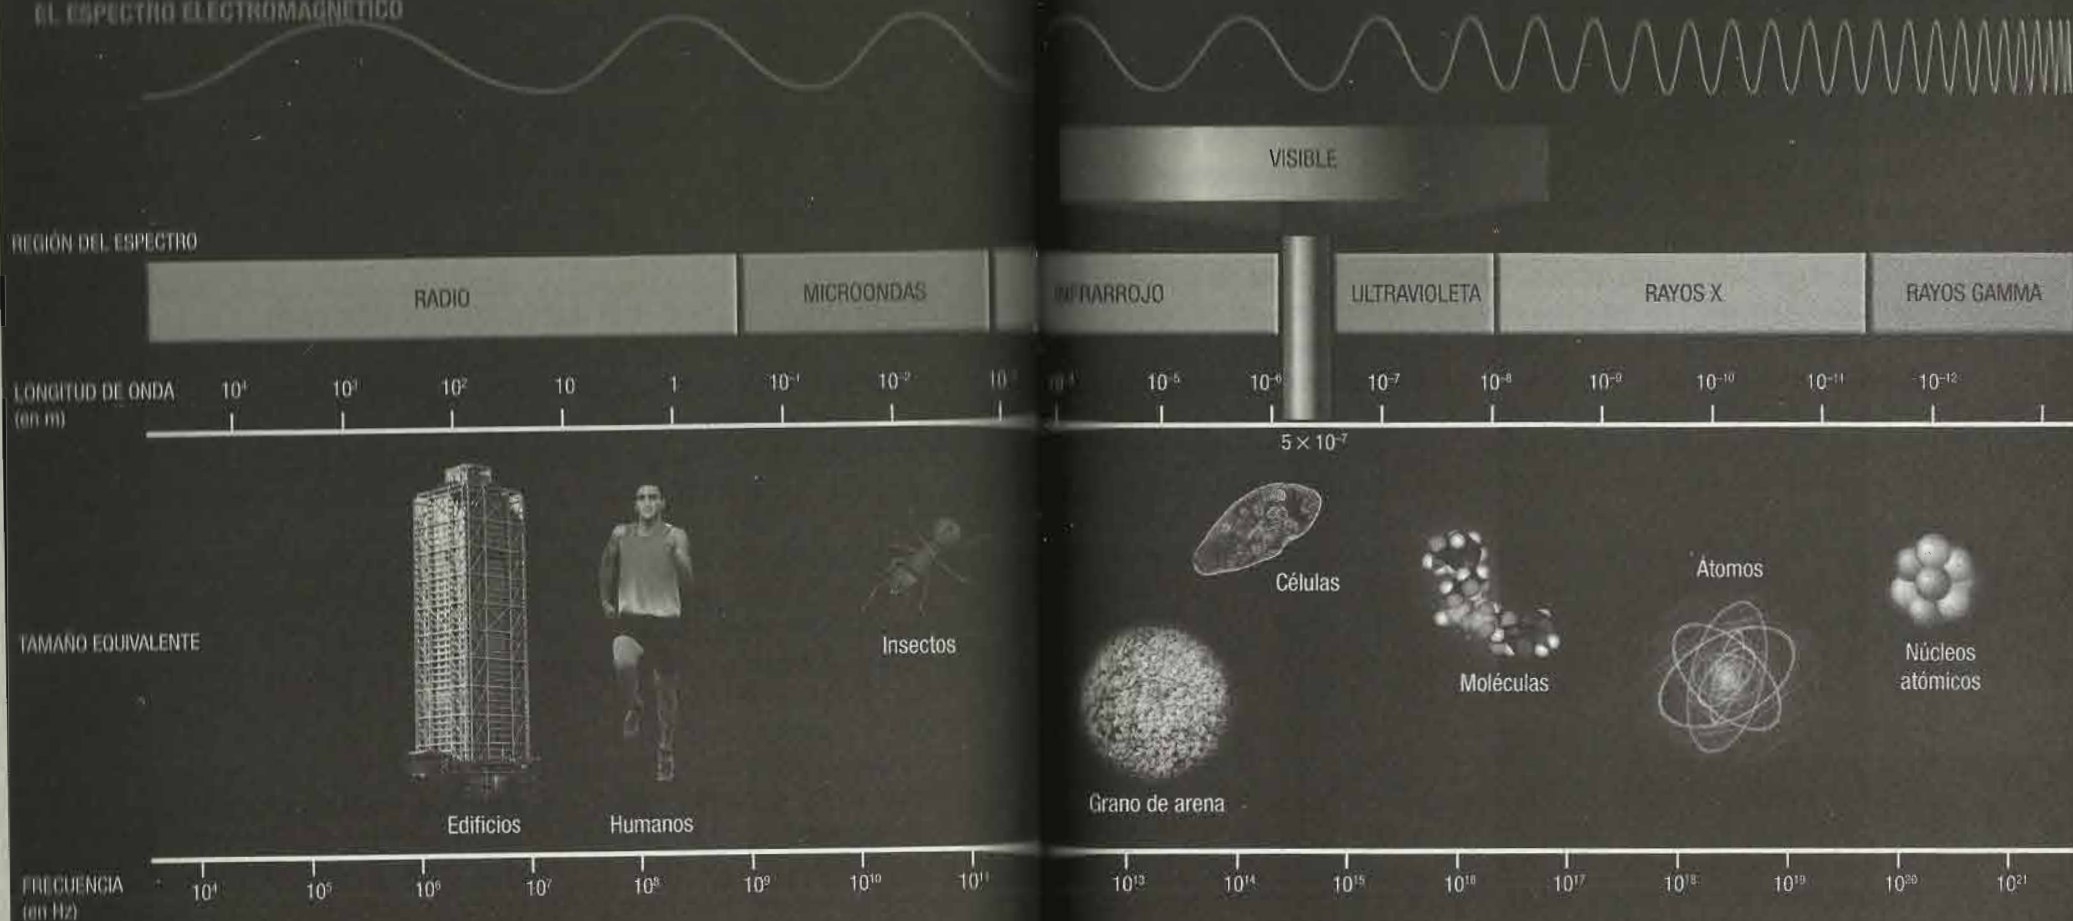 EL ESPECTRO ELECTROMAGNÉTICO
VISIBLE
REGIÓN DEL ESPECTRO
RADIO
MICROONDAS
INFRARROJO
ULTRAVIOLETA
RAYOS X
RAYOS GAMMA
LONGITUD DE ONDA
(en m)
10⁴ 10³ 10² 10 1 10⁻¹ 10⁻² 10⁻³ 10⁻⁴ 10⁻⁵ 10⁻⁶ 10⁻⁷ 10⁻⁸ 10⁻⁹ 10⁻¹⁰ 10⁻¹¹ 10⁻¹²
5 × 10⁻⁷
TAMAÑO EQUIVALENTE
Edificios
Humanos
Insectos
Grano de arena
Células
Moléculas
Átomos
Núcleos
atómicos
FRECUENCIA
(en Hz)
10⁴ 10⁵ 10⁶ 10⁷ 10⁸ 10⁹ 10¹⁰ 10¹¹ 10¹³ 10¹⁴ 10¹⁵ 10¹⁶ 10¹⁷ 10¹⁸ 10¹⁹ 10²⁰ 10²¹